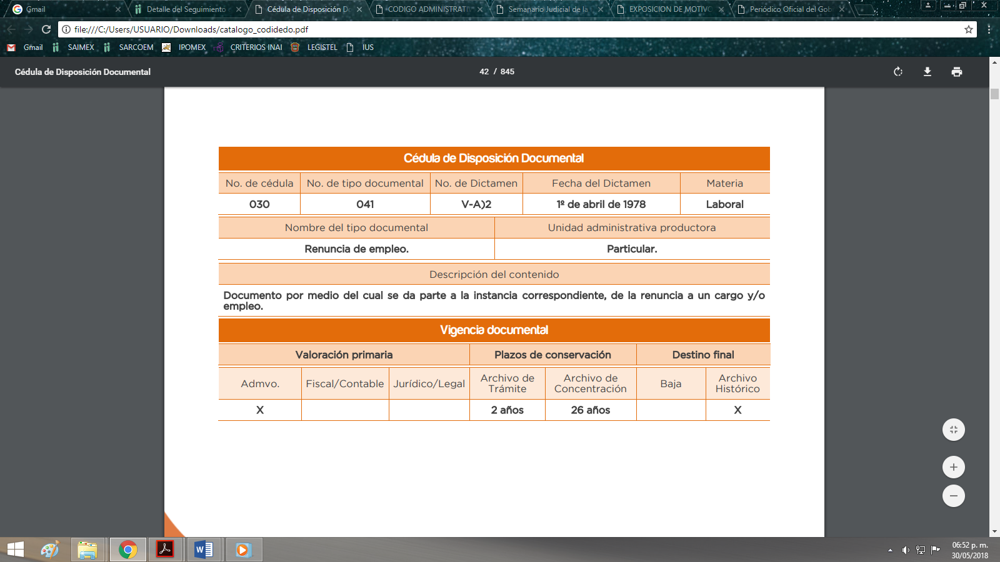 Gmail
Detalle del Seguimiento
Cédula de Disposición D
CODIGO ADMINISTRATIV
Semanario Judicial de la
EXPOSICION DE MOTIVO
Periódico Oficial del Gob
file:///C:/Users/USUARIO/Downloads/catalogo_codidedo.pdf
Gmail SAIMEX SARCOEM IPOMEX CRITERIOS INAI LEGISTEL IUS
Cédula de Disposición Documental 42 / 845
Cédula de Disposición Documental
No. de cédula No. de tipo documental No. de Dictamen Fecha del Dictamen Materia
030 041 V-A)2 1º de abril de 1978 Laboral
Nombre del tipo documental Unidad administrativa productora
Renuncia de empleo. Particular.
Descripción del contenido
Documento por medio del cual se da parte a la instancia correspondiente, de la renuncia a un cargo y/o
empleo.
Vigencia documental
Valoración primaria Plazos de conservación Destino final
Admvo. Fiscal/Contable Jurídico/Legal Archivo de Trámite Archivo de Concentración Baja Archivo Histórico
X 2 años 26 años X
06:52 p. m.
30/05/2018